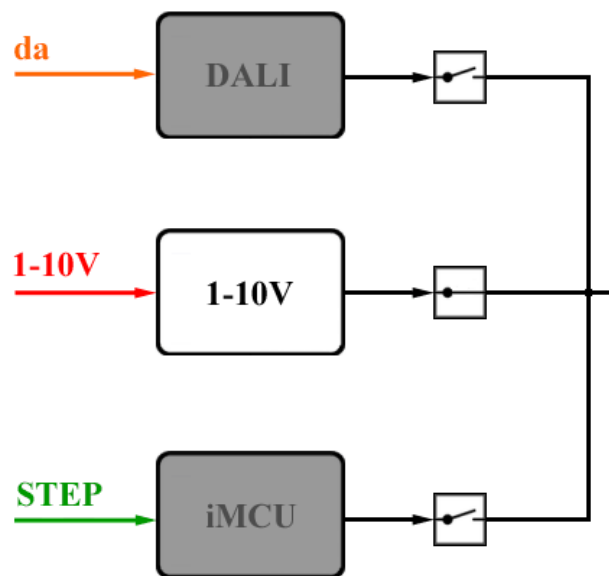 da
DALI
1-10V
1-10V
STEP
iMCU